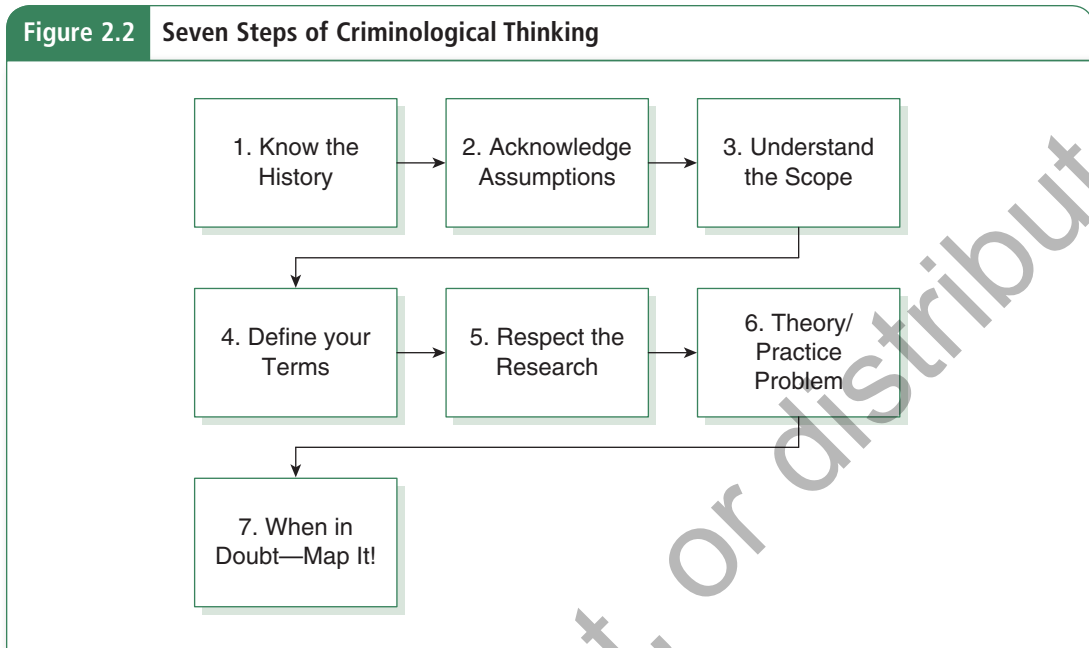 Figure 2.2 Seven Steps of Criminological Thinking
1. Know the
History
2. Acknowledge
Assumptions
3. Understand
the Scope
4. Define your
Terms
5. Respect the
Research
6. Theory/
Practice
Problem
7. When in
Doubt—Map It!
, or distribut